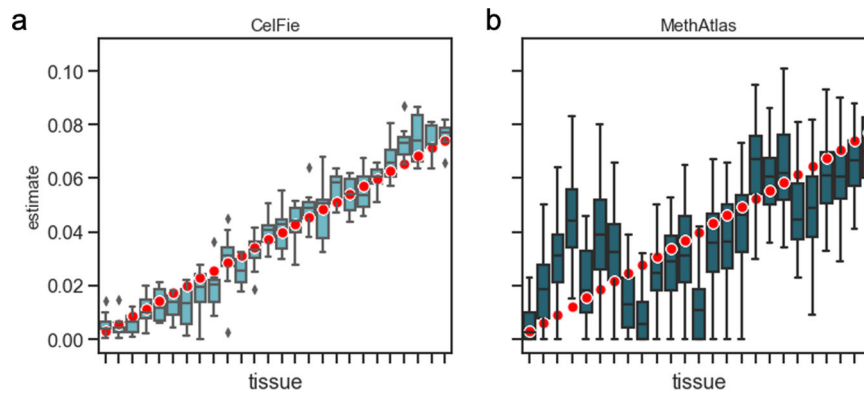 a
CelFie
0.10
0.08
0.06
0.04
0.02
0.00
estimate
tissue
b
MethAtlas
tissue